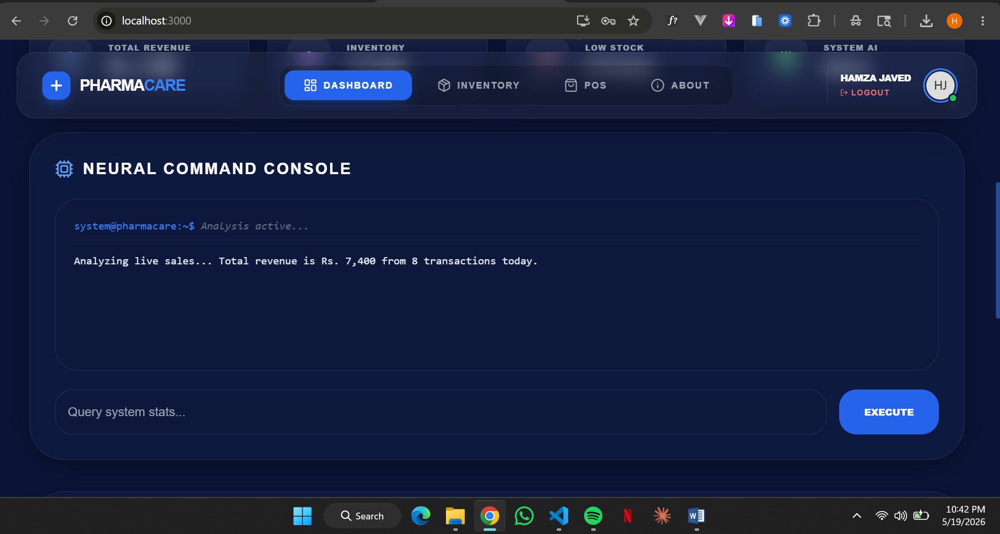 localhost:3000
f?
H
TOTAL REVENUE
INVENTORY
LOW STOCK
SYSTEM AI
PHARMACARE
DASHBOARD
INVENTORY
POS
ABOUT
HAMZA JAVED
LOGOUT
HJ
NEURAL COMMAND CONSOLE
system@pharmacare:~$ Analysis active...
Analyzing live sales... Total revenue is Rs. 7,400 from 8 transactions today.
Query system stats...
EXECUTE
Search
N
W
10:42 PM
5/19/2026